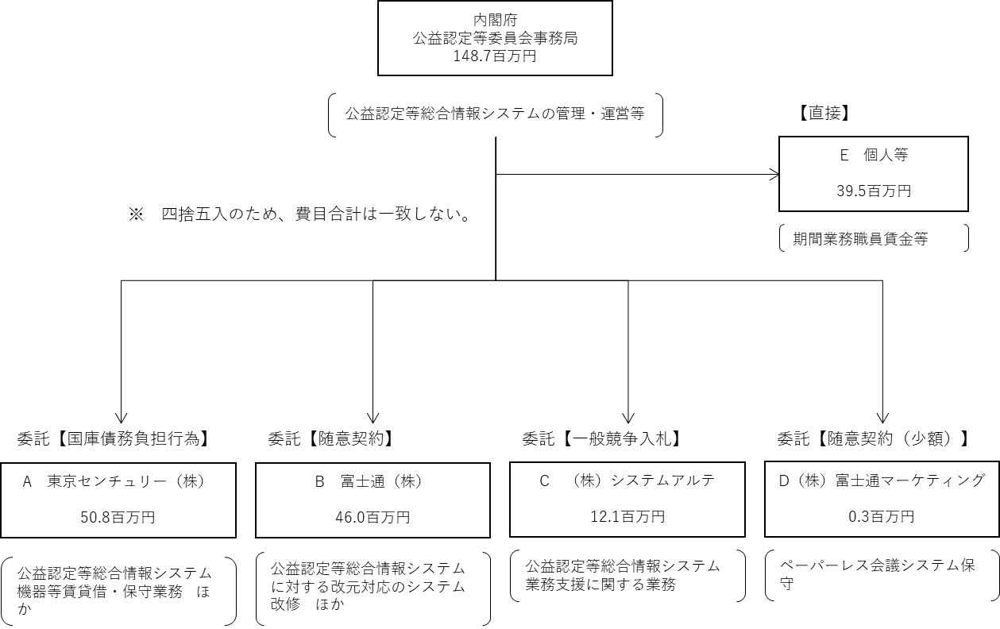 内閣府
公益認定等委員会事務局
148.7百万円
公益認定等総合情報システムの管理・運営等
【直接】
E　個人等
39.5百万円
期間業務職員賃金等
※　四捨五入のため、費目合計は一致しない。
委託【国庫債務負担行為】
A　東京センチュリー（株）
50.8百万円
公益認定等総合情報システム
機器等賃貸借・保守業務　ほ
か
委託【随意契約】
B　富士通（株）
46.0百万円
公益認定等総合情報システム
に対する改元対応のシステム
改修　ほか
委託【一般競争入札】
C　（株）システムアルテ
12.1百万円
公益認定等総合情報システム
業務支援に関する業務
委託【随意契約（少額）】
D（株）富士通マーケティング
0.3百万円
ペーパーレス会議システム保
守